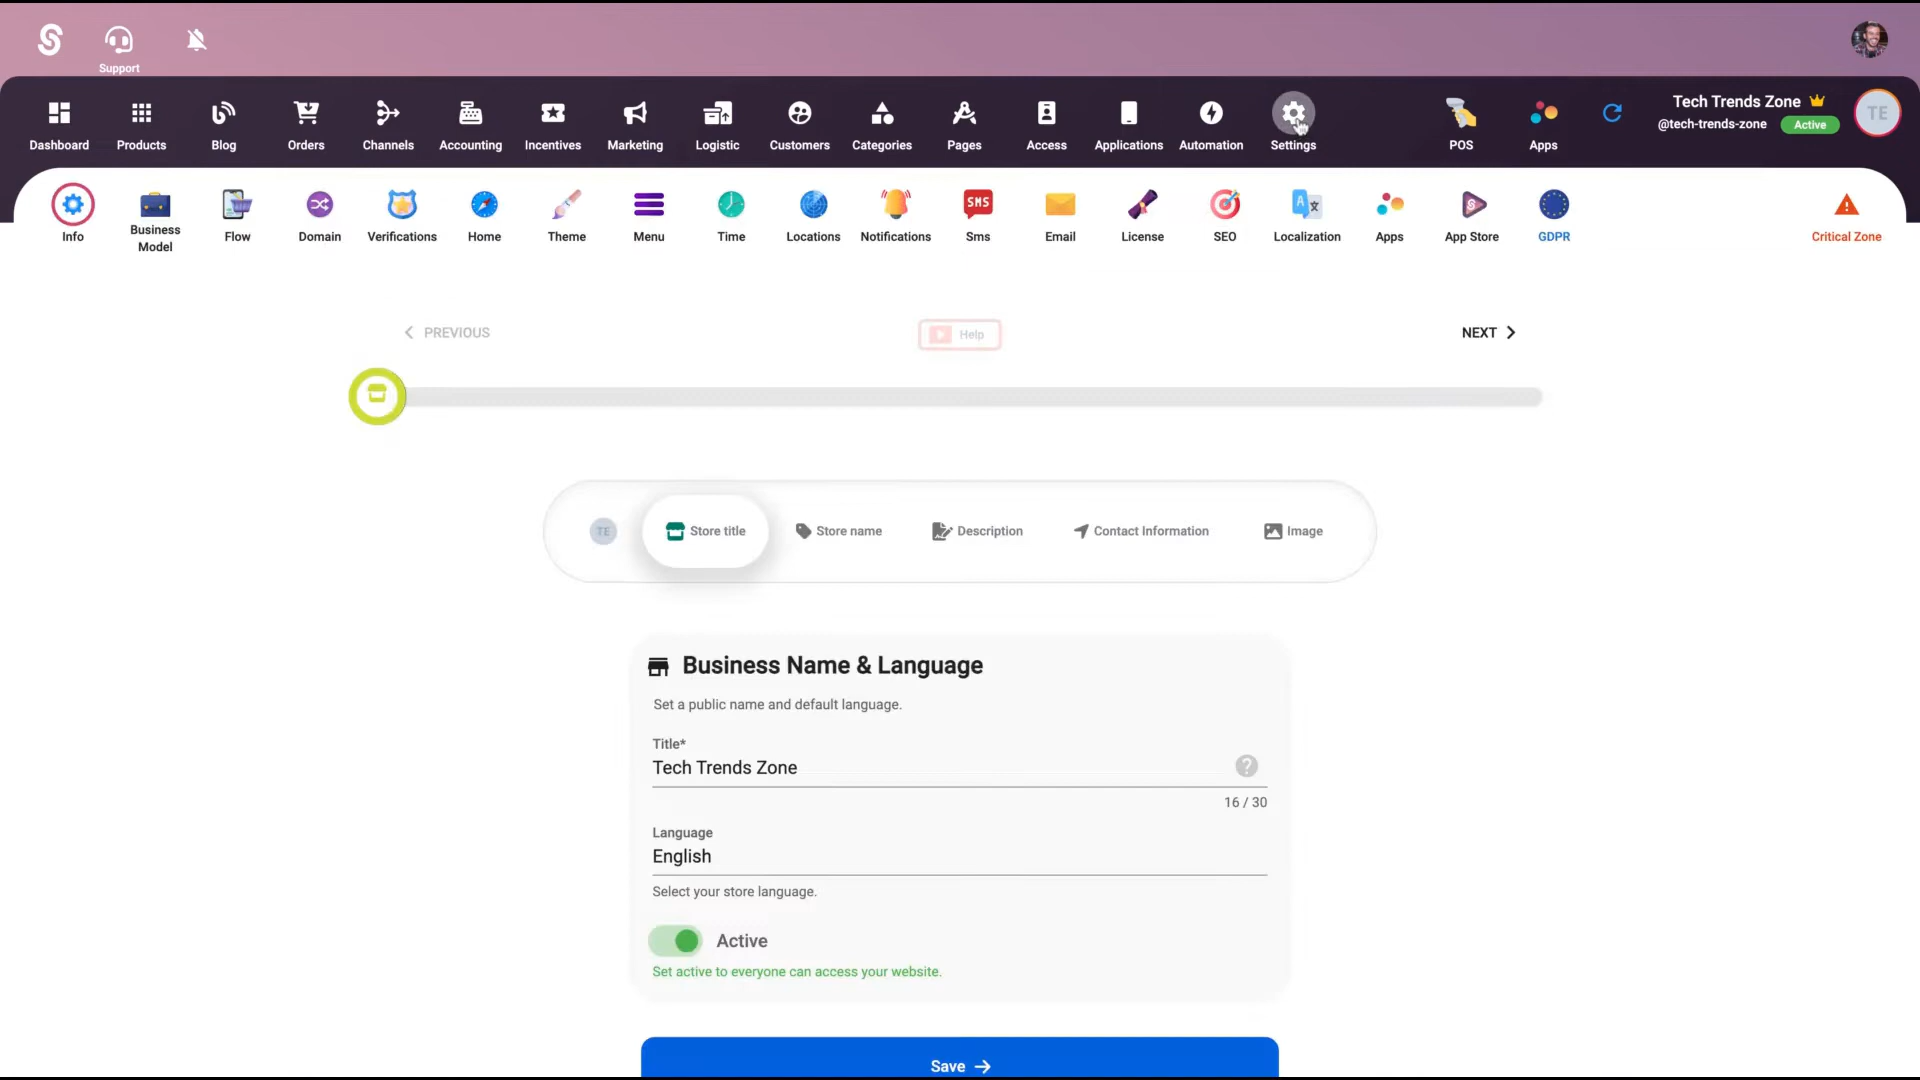 Support
Dashboard
Products
Blog
Orders
Channels
Accounting
Incentives
Marketing
Logistic
Customers
Categories
Pages
Access
Applications
Automation
Settings
POS
Apps
Tech Trends Zone
@tech-trends-zone
Active
TE
Info
Business
Model
Flow
Domain
Verifications
Home
Theme
Menu
Time
Locations
Notifications
SMS
Sms
Email
License
SEO
Localization
Apps
App Store
GDPR
Critical Zone
PREVIOUS
Help
NEXT
TE
Store title
Store name
Description
Contact Information
Image
Business Name & Language
Set a public name and default language.
Title*
Tech Trends Zone
16 / 30
Language
English
Select your store language.
Active
Set active to everyone can access your website.
Save